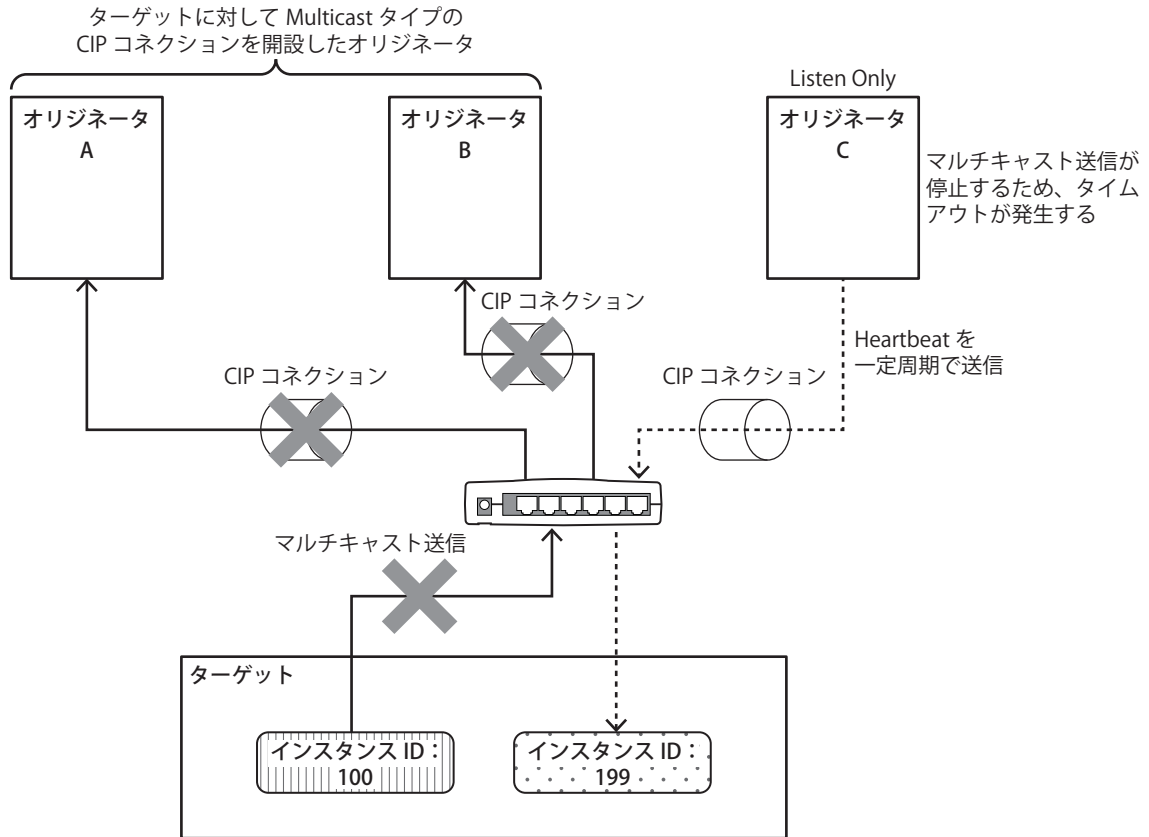 ターゲットに対して Multicast タイプの
CIP コネクションを開設したオリジネータ
Listen Only
オリジネータ
A
オリジネータ
B
オリジネータ
C
マルチキャスト送信が
停止するため、タイム
アウトが発生する
CIP コネクション
Heartbeat を
一定周期で送信
CIP コネクション
CIP コネクション
マルチキャスト送信
ターゲット
インスタンス ID：
100
インスタンス ID：
199